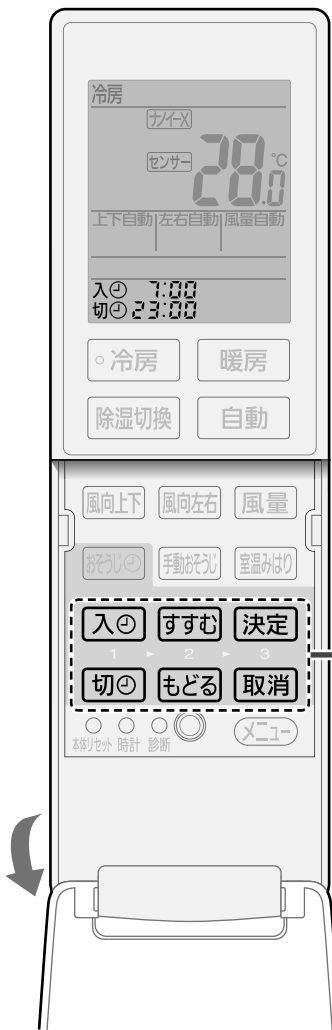 冷房
ナノイーX
センサー 28.0℃
上下自動 左右自動 風量自動
入 7:00
切 23:00
冷房 暖房
除湿切換 自動
風向上下 風向左右 風量
おそうじ 手動おそうじ 室温みはり
入 すすむ 決定
1 ► 2 ► 3
切 もどる 取消
本体リセット 時計 診断 メニュー